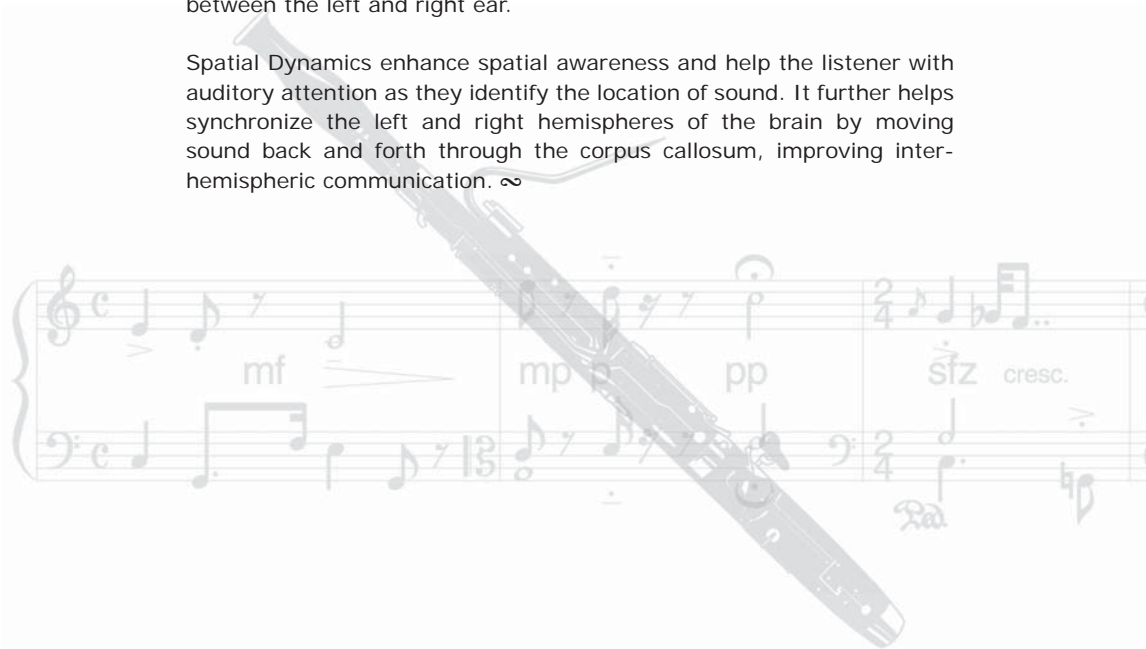 between the left and right ear.
Spatial Dynamics enhance spatial awareness and help the listener with
auditory attention as they identify the location of sound. It further helps
synchronize the left and right hemispheres of the brain by moving
sound back and forth through the corpus callosum, improving inter-
hemispheric communication. ∾
mf mp p pp sfz cresc.
Ped.